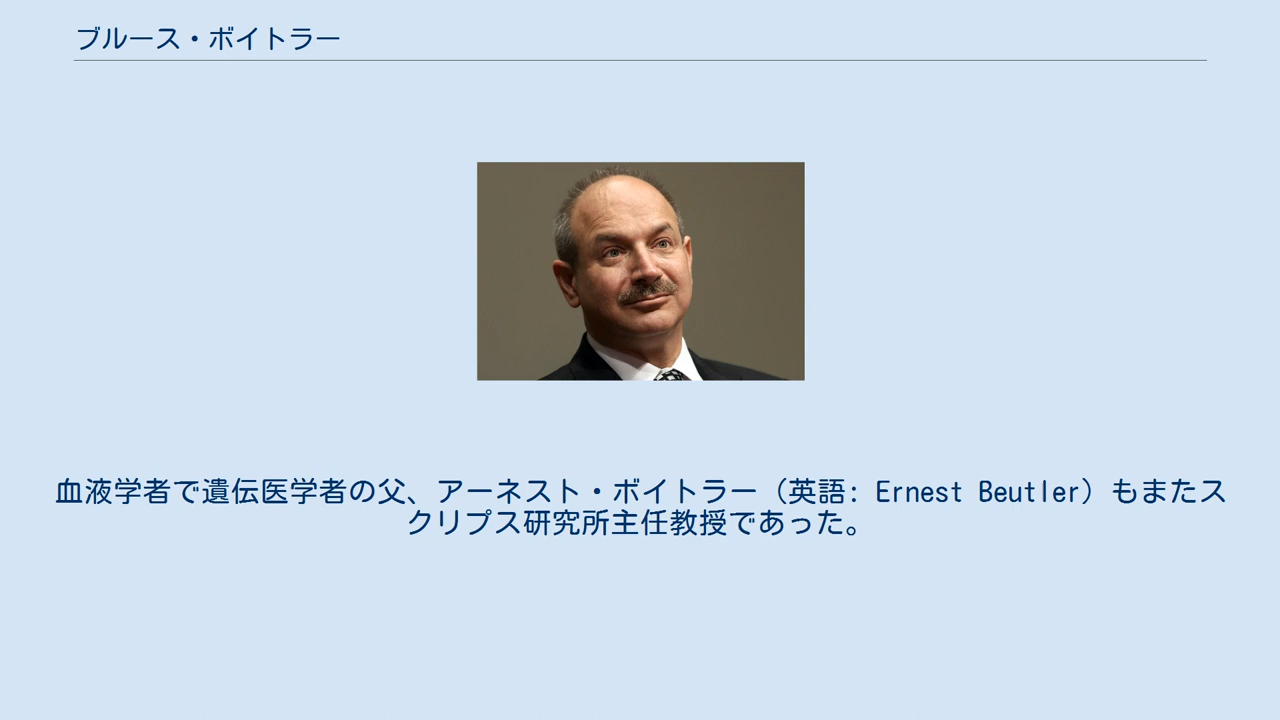 ブルース・ボイトラー
血液学者で遺伝医学者の父、アーネスト・ボイトラー（英語: Ernest Beutler）もまたス
クリプス研究所主任教授であった。